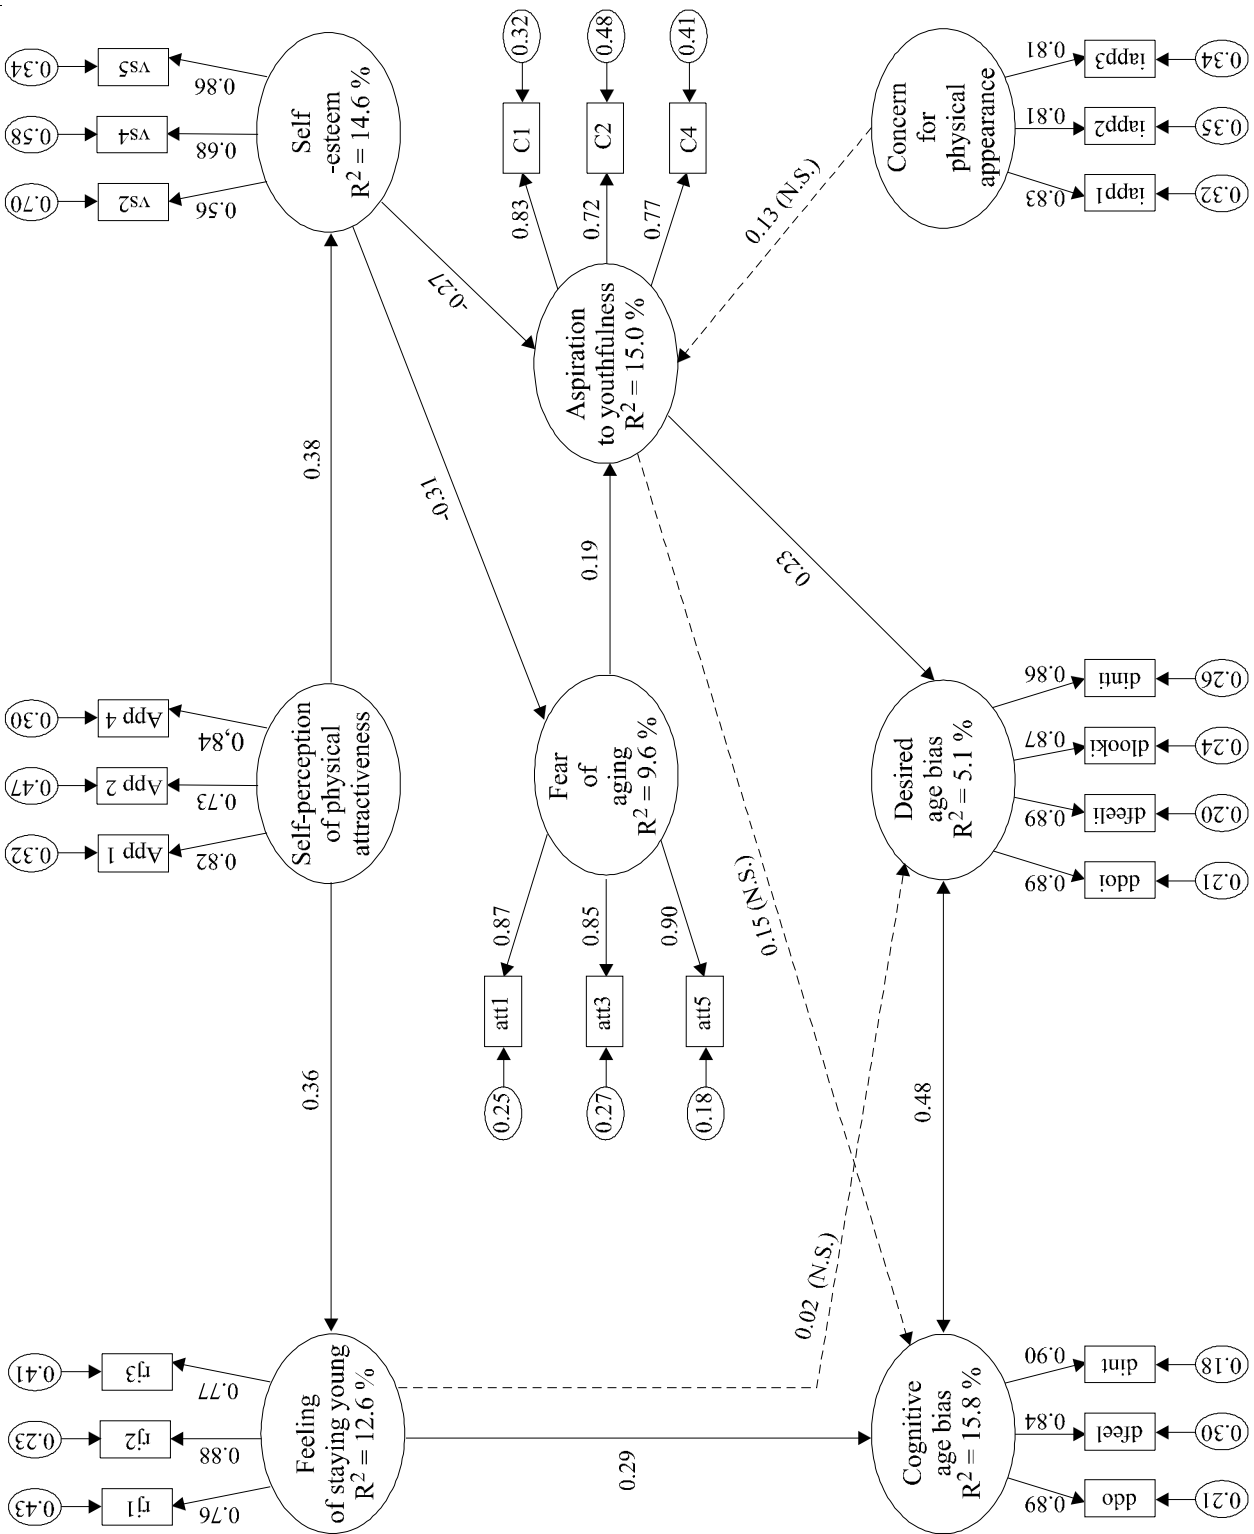 0.43
0.23
0.41
rj1
rj2
rj3
0.76
0.88
0.77
Feeling
of staying young
R² = 12.6 %
0.36
0.32
0.47
0.30
App 1
App 2
App 4
0.82
0.73
0,84
Self-perception
of physical
attractiveness
0.38
0.70
0.58
0.34
vs2
vs4
vs5
0.56
0.68
0.86
Self
-esteem
R² = 14.6 %
-0.31
-0.27
0.25
att1
0.87
0.27
att3
0.85
0.18
att5
0.90
Fear
of
aging
R² = 9.6 %
0.19
Aspiration
to youthfulness
R² = 15.0 %
0.83
C1
0.32
0.72
C2
0.48
0.77
C4
0.41
0.29
0.02 (N.S.)
0.15 (N.S.)
0.23
0.13 (N.S.)
Cognitive
age bias
R² = 15.8 %
0.89
0.84
0.90
ddo
dfeel
dint
0.21
0.30
0.18
0.48
Desired
age bias
R² = 5.1 %
0.89
0.89
0.87
0.86
ddoi
dfeeli
dlooki
dinti
0.21
0.20
0.24
0.26
Concern
for
physical
appearance
0.83
0.81
0.81
iapp1
iapp2
iapp3
0.32
0.35
0.34